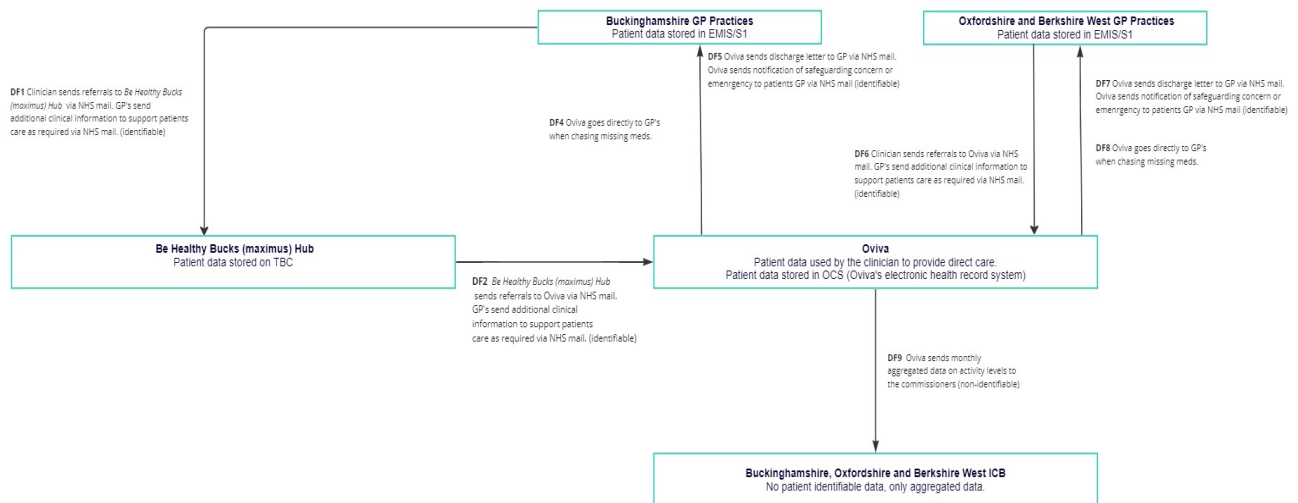 Buckinghamshire GP Practices
Patient data stored in EMIS/S1
Oxfordshire and Berkshire West GP Practices
Patient data stored in EMIS/S1
DF1 Clinician sends referrals to Be Healthy Bucks
(maximus) Hub via NHS mail. GP's send
additional clinical information to support patients
care as required via NHS mail. (identifiable)
DF5 Oviva sends discharge letter to GP via NHS mail.
Oviva sends notification of safeguarding concern or
emenrgency to patients GP via NHS mail (identifiable)
DF4 Oviva goes directly to GP's
when chasing missing meds.
DF7 Oviva sends discharge letter to GP via NHS mail.
Oviva sends notification of safeguarding concern or
emenrgency to patients GP via NHS mail (identifiable)
DF6 Clinician sends referrals to Oviva via NHS
mail. GP's send additional clinical information to
support patients care as required via NHS mail.
(identifiable)
DF8 Oviva goes directly to GP's
when chasing missing meds.
Be Healthy Bucks (maximus) Hub
Patient data stored on TBC
Oviva
Patient data used by the clinician to provide direct care.
Patient data stored in OCS (Oviva's electronic health record system)
DF2 Be Healthy Bucks (maximus) Hub
sends referrals to Oviva via NHS mail.
GP's send additional clinical
information to support patients
care as required via NHS mail. (identifiable)
DF9 Oviva sends monthly
aggregated data on activity levels to
the commissioners (non-identifiable)
Buckinghamshire, Oxfordshire and Berkshire West ICB
No patient identifiable data, only aggregated data.